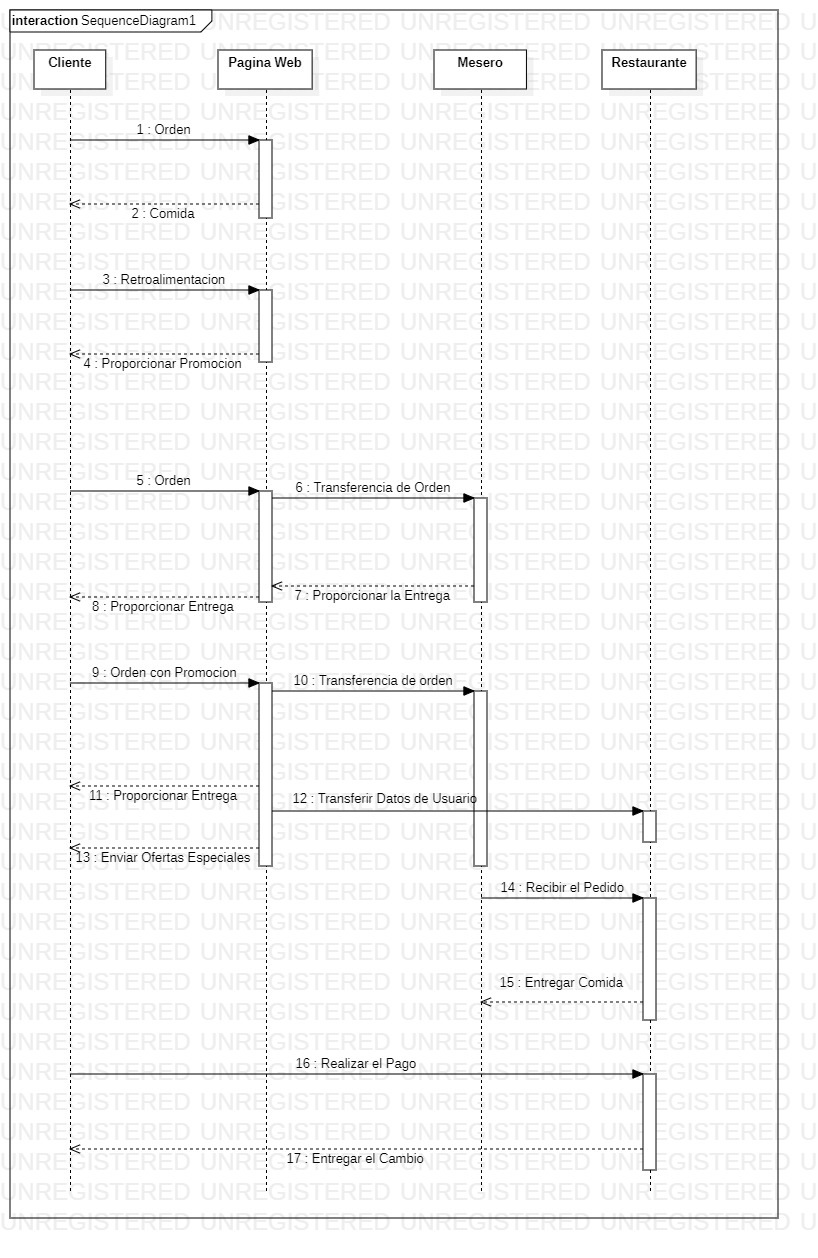 interaction SequenceDiagram1
Cliente
Pagina Web
Mesero
Restaurante
1 : Orden
2 : Comida
3 : Retroalimentacion
4 : Proporcionar Promocion
5 : Orden
6 : Transferencia de Orden
7 : Proporcionar la Entrega
8 : Proporcionar Entrega
9 : Orden con Promocion
10 : Transferencia de orden
11 : Proporcionar Entrega
12 : Transferir Datos de Usuario
13 : Enviar Ofertas Especiales
14 : Recibir el Pedido
15 : Entregar Comida
16 : Realizar el Pago
17 : Entregar el Cambio
UNREGISTERED